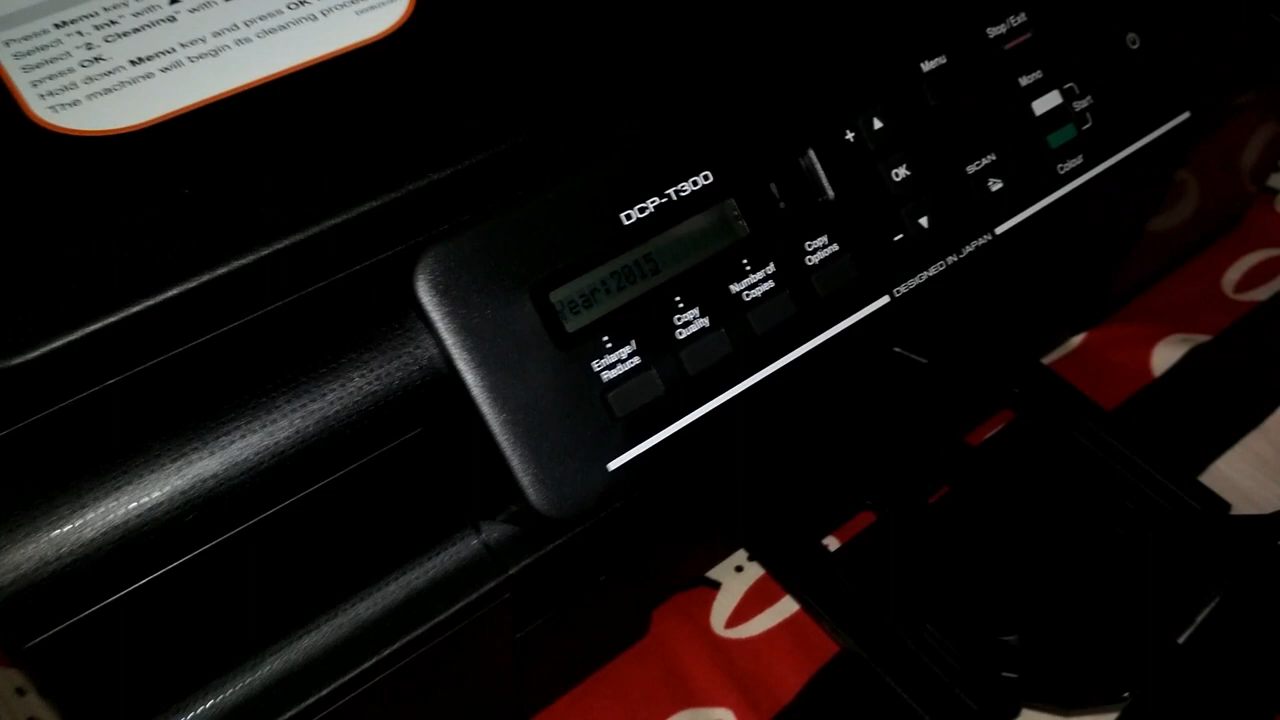 Press Menu key
Select "1. Ink" with ▲
Select "2. Cleaning" with
press OK.
Hold down Menu key and press OK
The machine will begin its cleaning
DCP-T300
Year:2015
Enlarge/
Reduce
Copy
Quality
Number of
Copies
Copy
Options
+ ▲
OK
- ▼
Menu
SCAN
Stop/Exit
Mono
Start
Colour
DESIGNED IN JAPAN